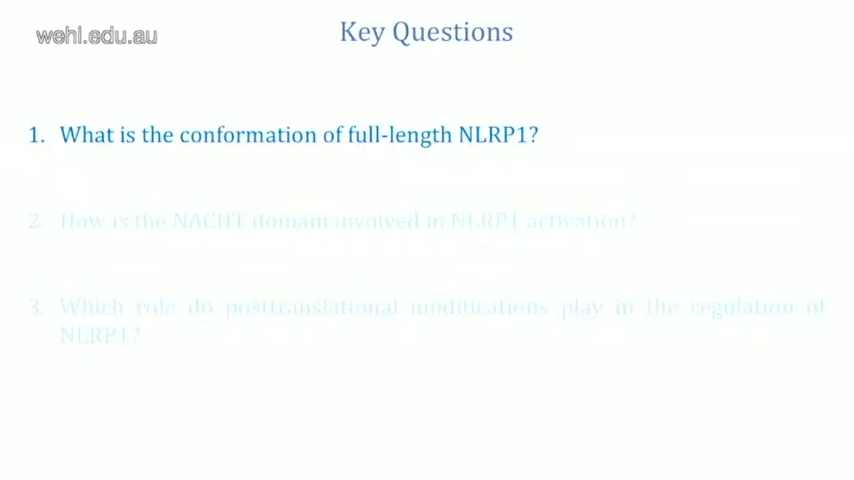 wehi.edu.au
Key Questions
1. What is the conformation of full-length NLRP1?
2. How is the NACHT domain involved in NLRP1 activation?
3. Which role do posttranslational modifications play in the regulation of
NLRP1?